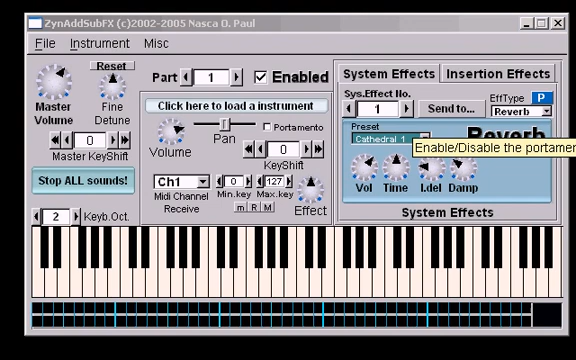 ZynAddSubFX (c)2002-2005 Nasca O. Paul
File Instrument Misc
Reset
Master Volume
Fine Detune
0
Master KeyShift
Stop ALL sounds!
2 Keyb.Oct.
Part 1 Enabled
Click here to load a instrument
Volume
Pan
Portamento
0
KeyShift
Ch1
Midi Channel Receive
0
Min.key
127
Max.key
m R M
Effect
System Effects Insertion Effects
Sys.Effect No.
1
Send to...
EffType
P
Reverb
Preset
Cathedral 1
Reverb
Enable/Disable the portamen
Vol Time I.del Damp
System Effects